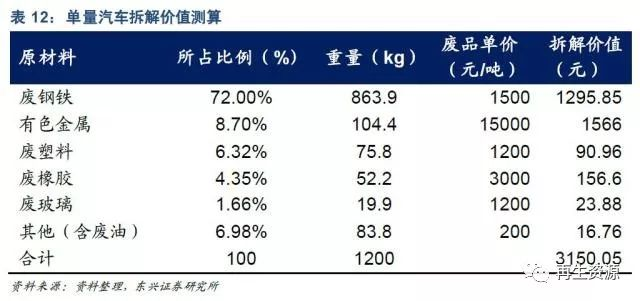 表 12：单量汽车拆解价值测算
原材料 所占比例（%） 重量（kg） 废品单价（元/吨） 拆解价值（元）
废钢铁 72.00% 863.9 1500 1295.85
有色金属 8.70% 104.4 15000 1566
废塑料 6.32% 75.8 1200 90.96
废橡胶 4.35% 52.2 3000 156.6
废玻璃 1.66% 19.9 1200 23.88
其他（含废油） 6.98% 83.8 200 16.76
合计 100 1200 3150.05
资料来源：资料整理，东兴证券研究所
再生资源